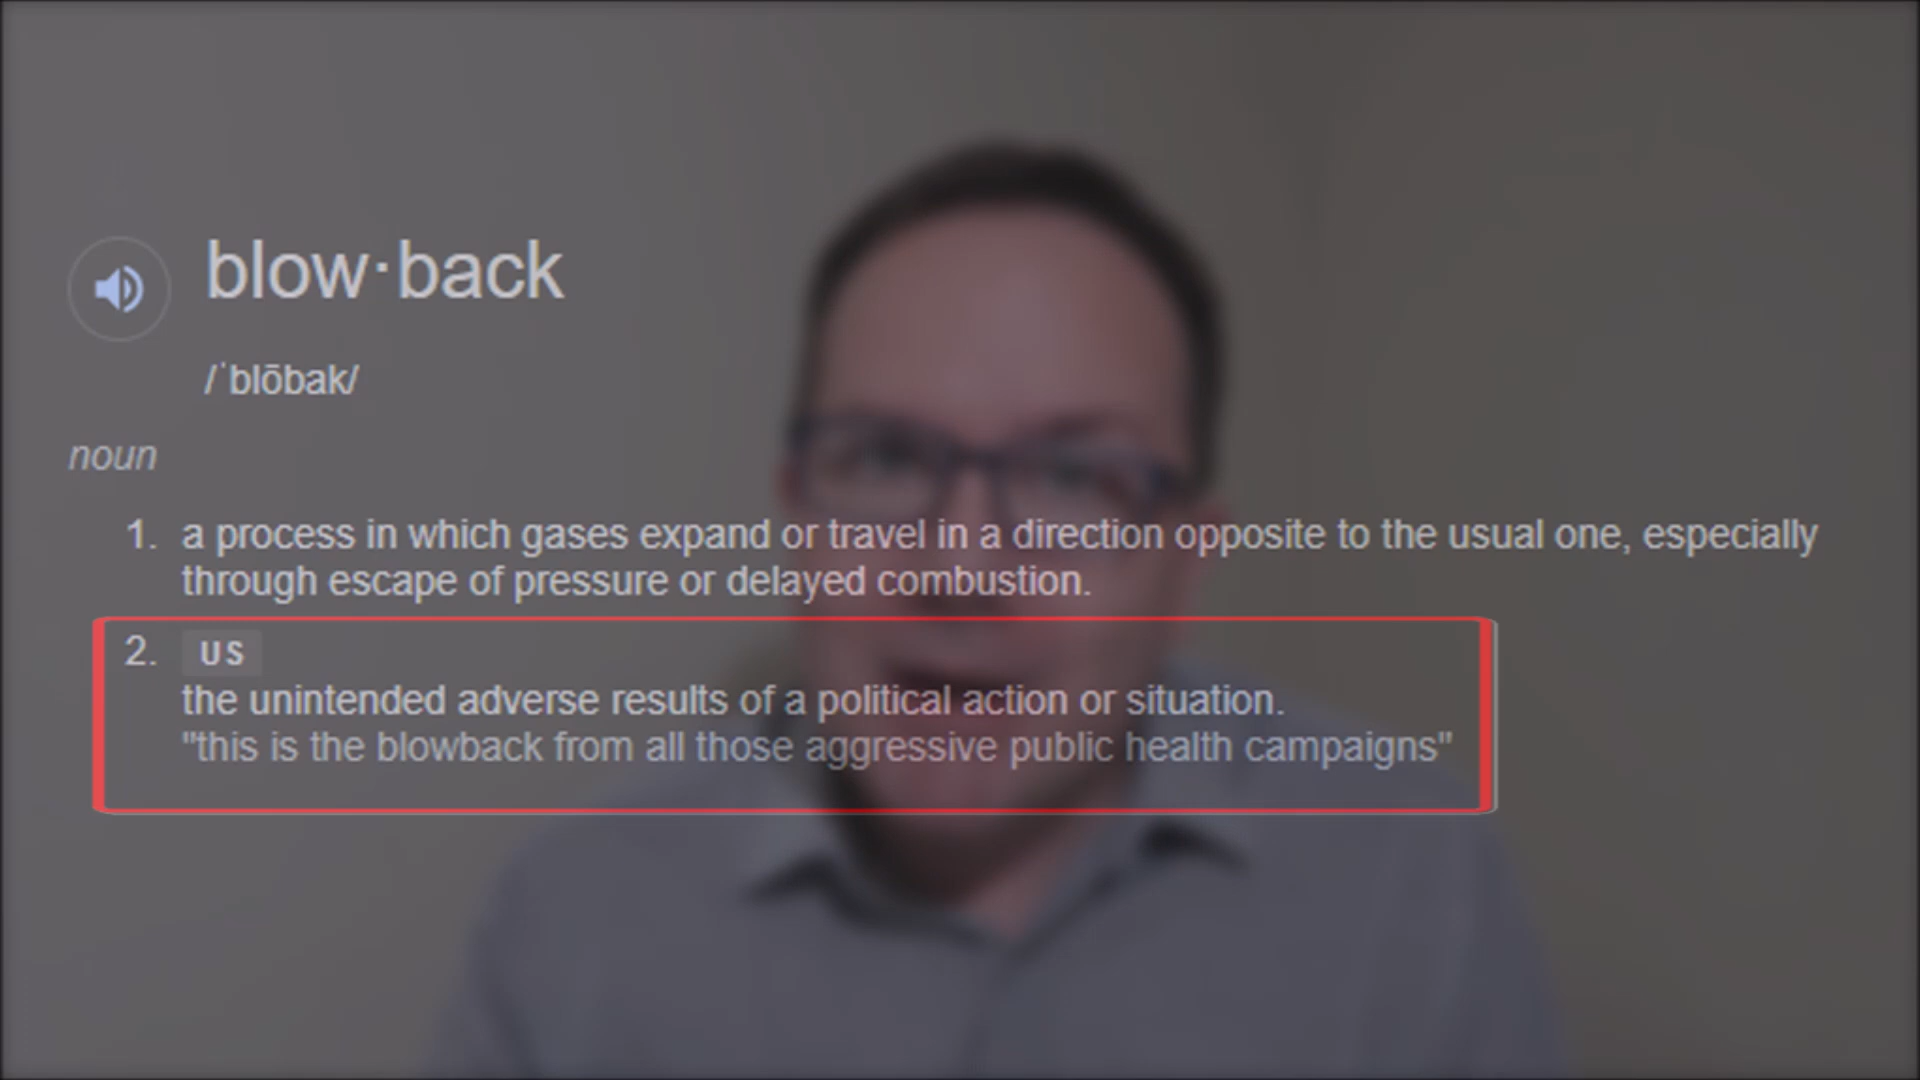 blow·back
/ˈblōbak/
noun
1. a process in which gases expand or travel in a direction opposite to the usual one, especially
through escape of pressure or delayed combustion.
2. US
the unintended adverse results of a political action or situation.
"this is the blowback from all those aggressive public health campaigns"